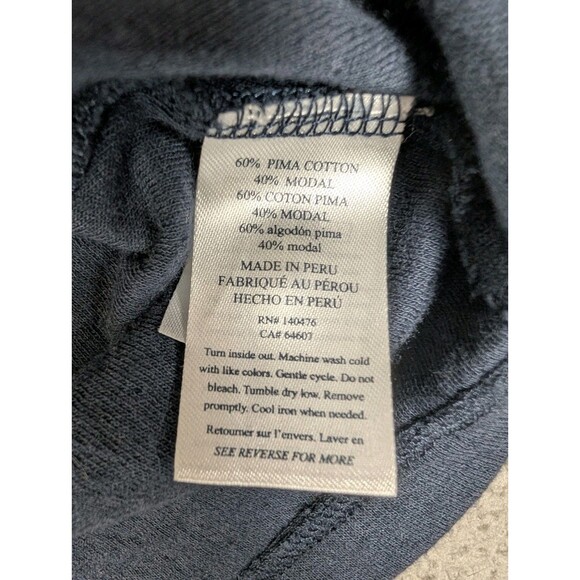 60% PIMA COTTON
40% MODAL
60% COTON PIMA
40% MODAL
60% algodón pima
40% modal
MADE IN PERU
FABRIQUÉ AU PÉROU
HECHO EN PERÚ
RN# 140476
CA# 64607
Turn inside out. Machine wash cold
with like colors. Gentle cycle. Do not
bleach. Tumble dry low. Remove
promptly. Cool iron when needed.
Retourner sur l'envers. Laver en
SEE REVERSE FOR MORE